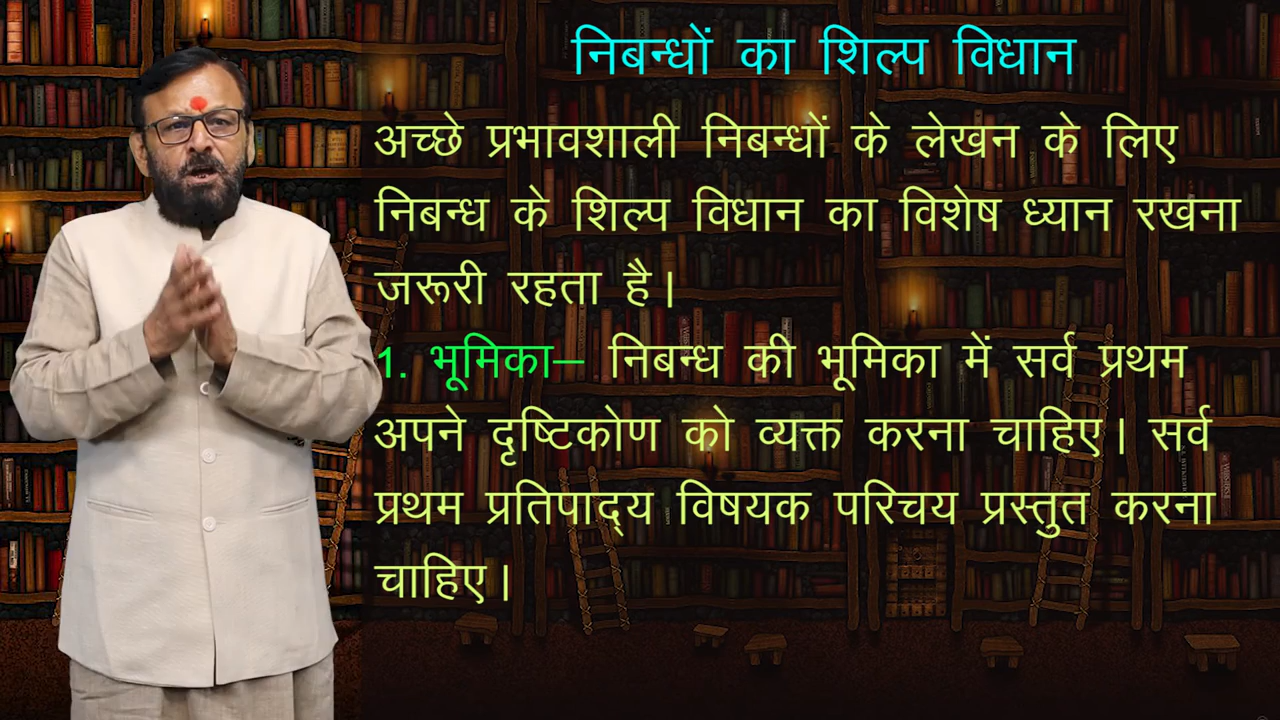 निबन्धों का शिल्प विधान
अच्छे प्रभावशाली निबन्धों के लेखन के लिए
निबन्ध के शिल्प विधान का विशेष ध्यान रखना
जरूरी रहता है।
1. भूमिका– निबन्ध की भूमिका में सर्व प्रथम
अपने दृष्टिकोण को व्यक्त करना चाहिए। सर्व
प्रथम प्रतिपाद्य विषयक परिचय प्रस्तुत करना
चाहिए।